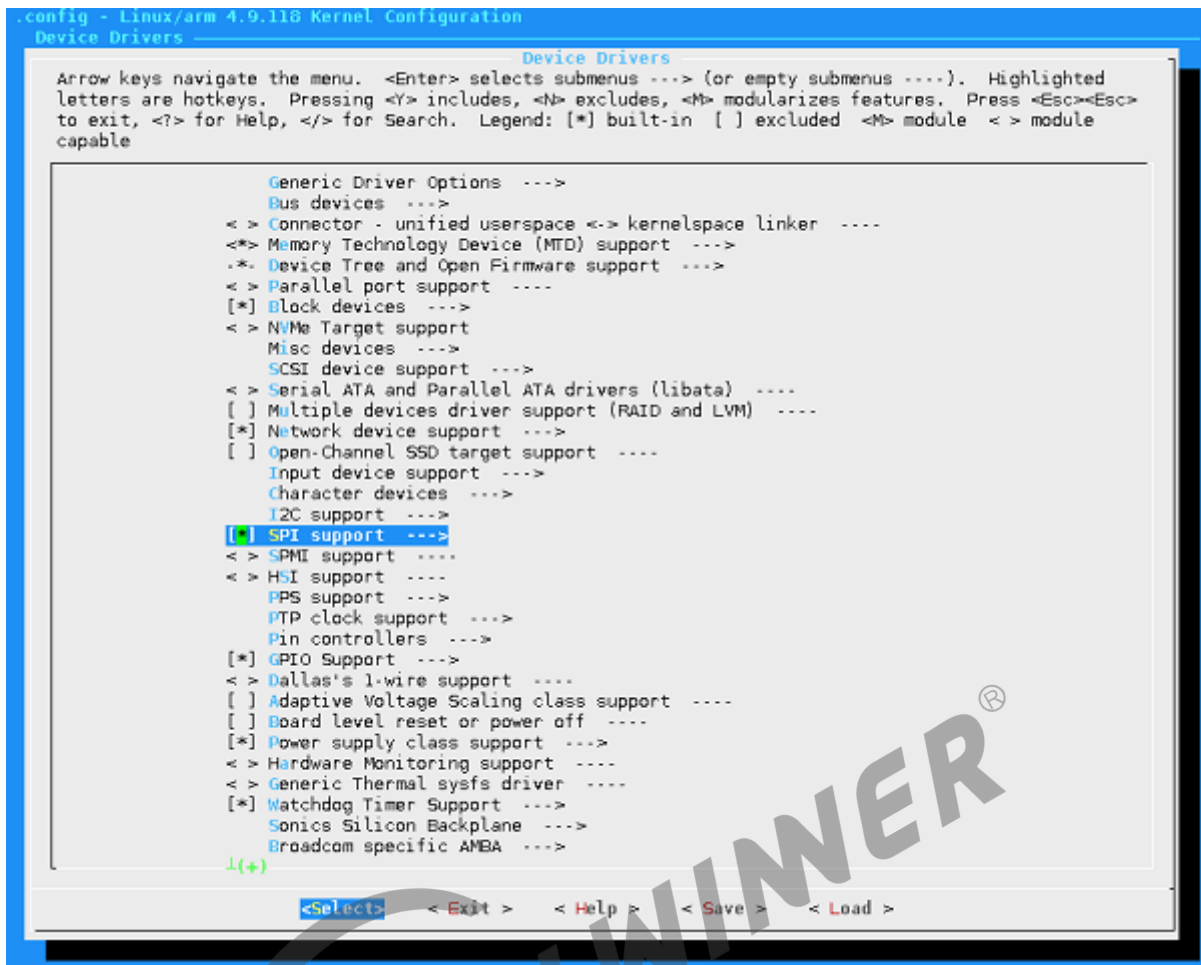 .config - Linux/arm 4.9.118 Kernel Configuration
Device Drivers
Device Drivers
Arrow keys navigate the menu.  <Enter> selects submenus ---> (or empty submenus ----).  Highlighted
letters are hotkeys.  Pressing <Y> includes, <N> excludes, <M> modularizes features.  Press <Esc><Esc>
to exit, <?> for Help, </> for Search.  Legend: [*] built-in  [ ] excluded  <M> module  < > module
capable
Generic Driver Options  --->
Bus devices  --->
< > Connector - unified userspace <-> kernelspace linker  ----
<*> Memory Technology Device (MTD) support  --->
-*- Device Tree and Open Firmware support  --->
< > Parallel port support  ----
[*] Block devices  --->
< > NVMe Target support
Misc devices  --->
SCSI device support  --->
< > Serial ATA and Parallel ATA drivers (libata)  ----
[ ] Multiple devices driver support (RAID and LVM)  ----
[*] Network device support  --->
[ ] Open-Channel SSD target support  ----
Input device support  --->
Character devices  --->
I2C support  --->
[*] SPI support  --->
< > SPMI support  ----
< > HSI support  ----
PPS support  --->
PTP clock support  --->
Pin controllers  --->
[*] GPIO Support  --->
< > Dallas's 1-wire support  ----
[ ] Adaptive Voltage Scaling class support  ----
[ ] Board level reset or power off  ----
[*] Power supply class support  --->
< > Hardware Monitoring support  ----
< > Generic Thermal sysfs driver  ----
[*] Watchdog Timer Support  --->
Sonics Silicon Backplane  --->
Broadcom specific AMBA  --->
┴(+)
<Select>    < Exit >    < Help >    < Save >    < Load >
WINNER®